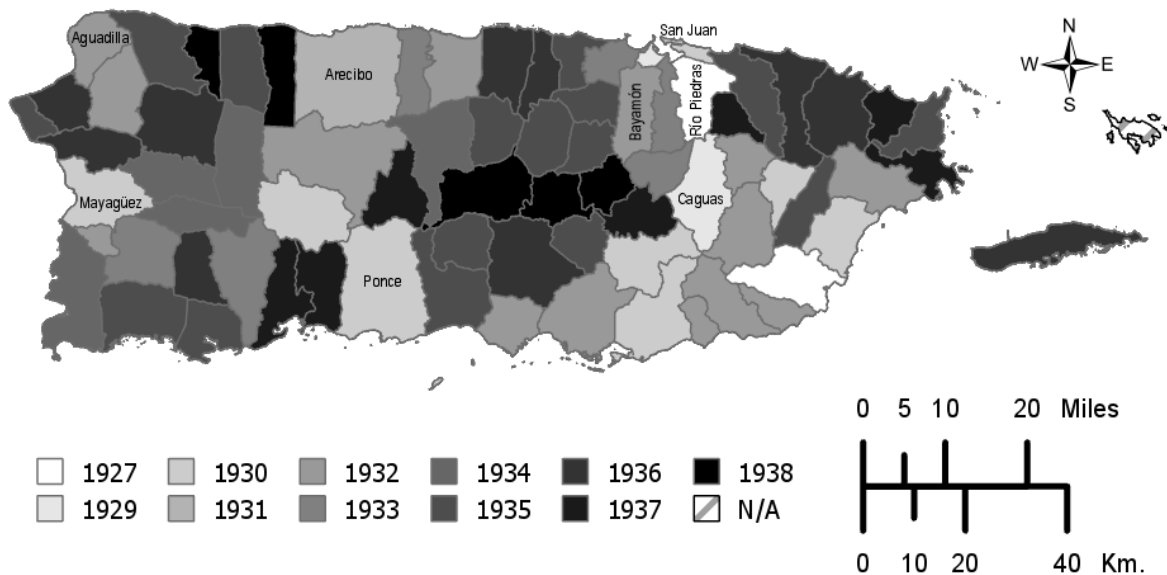 San Juan
N
Aguadilla
W E
Arecibo
S
Bayamón
Río Piedras
Mayagüez
Caguas
Ponce
0 5 10 20 Miles
1927 1930 1932 1934 1936 1938
1929 1931 1933 1935 1937 N/A
0 10 20 40 Km.